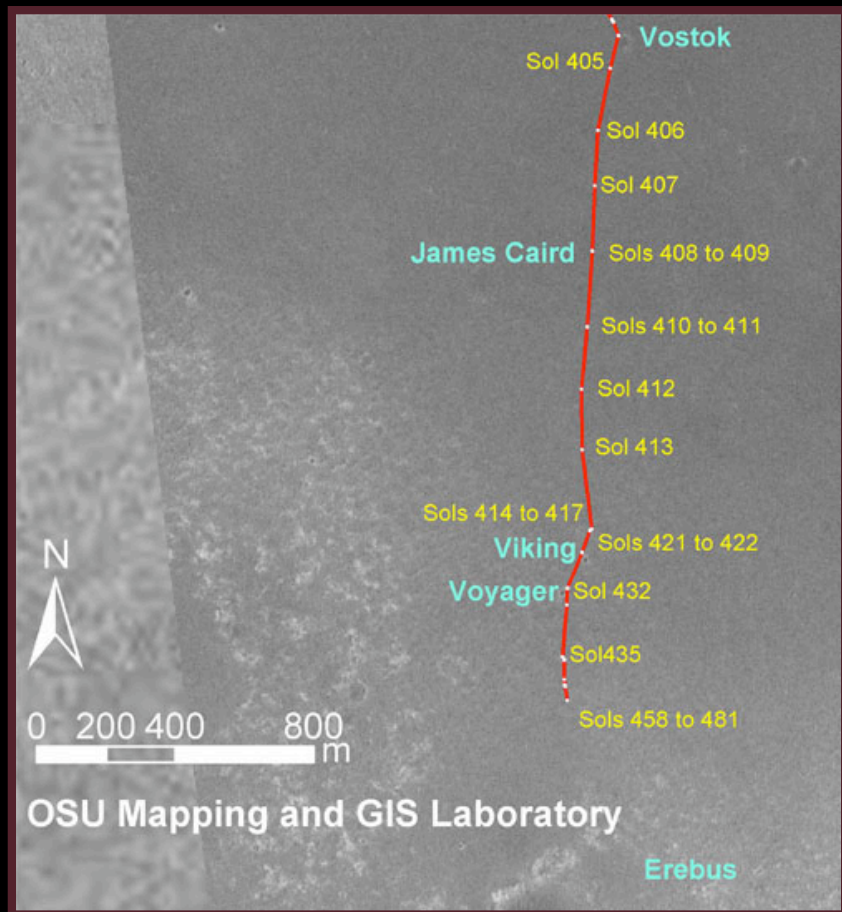 Vostok
Sol 405
Sol 406
Sol 407
James Caird
Sols 408 to 409
Sols 410 to 411
Sol 412
Sol 413
Sols 414 to 417
Sols 421 to 422
Viking
Voyager
Sol 432
Sol435
Sols 458 to 481
N
0 200 400 800
m
OSU Mapping and GIS Laboratory
Erebus